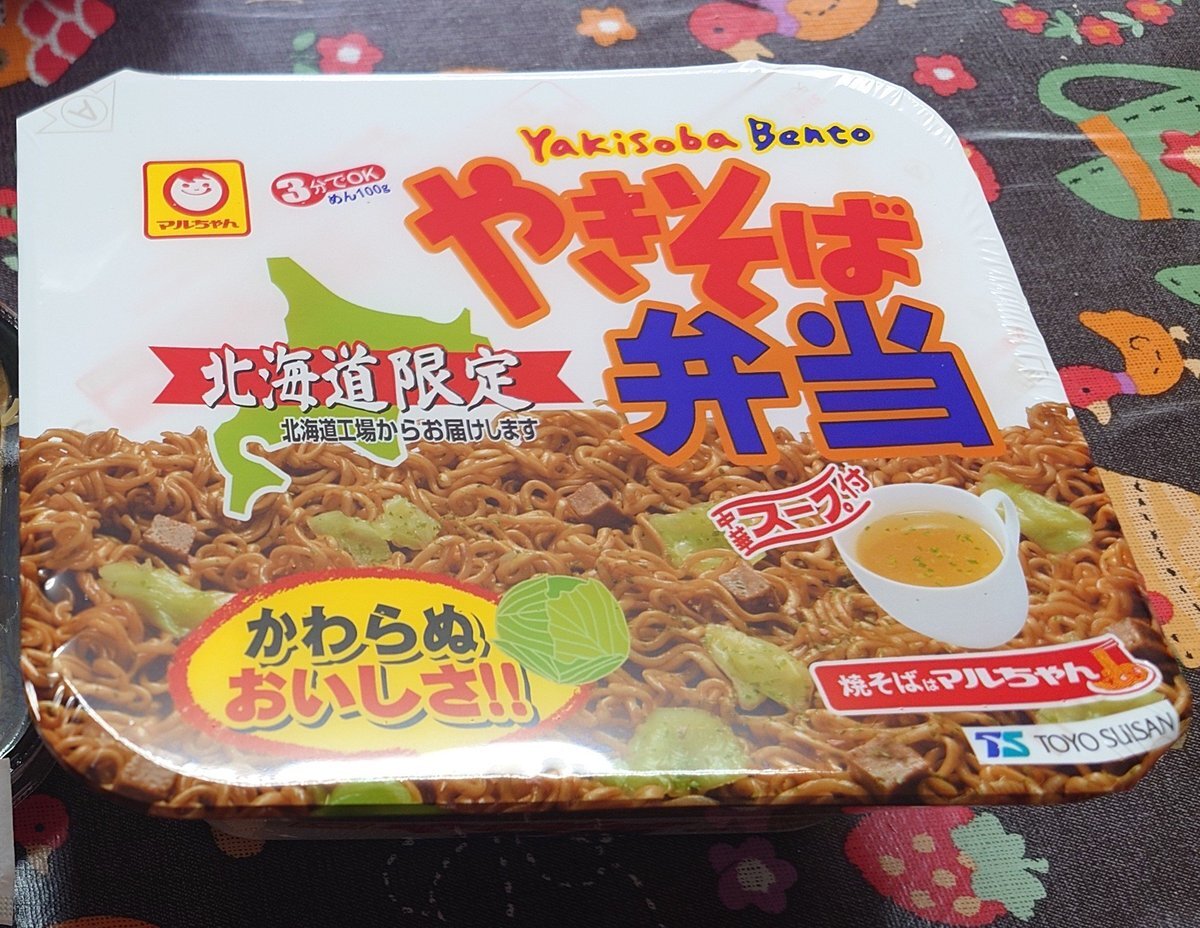 A
Yakisoba Bento
マルちゃん
3分でOK
めん100g
やきそば
弁当
北海道限定
北海道工場からお届けします
中華スープ付
かわらぬ
おいしさ!!
焼そばはマルちゃん
TS TOYO SUISAN